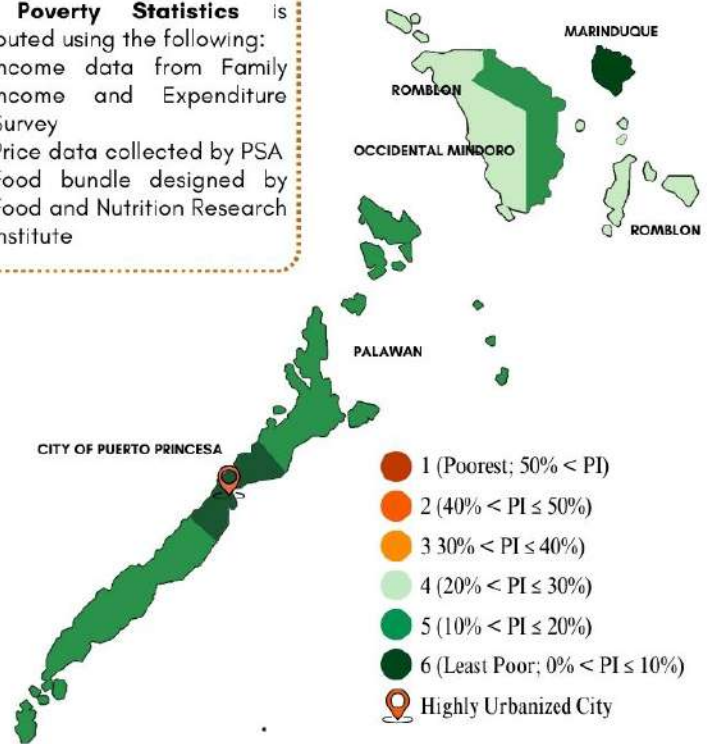 Poverty Statistics is
outed using the following:
ncome data from Family
ncome and Expenditure
Survey
Price data collected by PSA
Food bundle designed by
Food and Nutrition Research
nstitute
MARINDUQUE
ROMBLON
OCCIDENTAL MINDORO
ROMBLON
PALAWAN
CITY OF PUERTO PRINCESA
1 (Poorest; 50% < PI)
2 (40% < PI ≤ 50%)
3 30% < PI ≤ 40%)
4 (20% < PI ≤ 30%)
5 (10% < PI ≤ 20%)
6 (Least Poor; 0% < PI ≤ 10%)
Highly Urbanized City